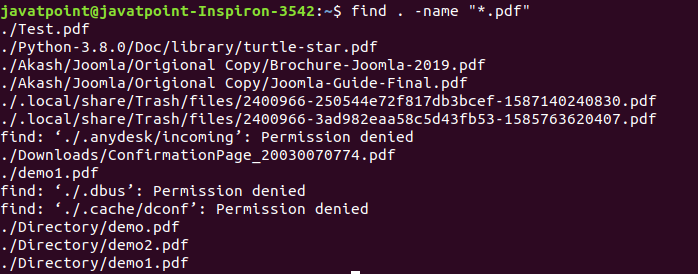 javatpoint@javatpoint-Inspiron-3542:~$ find . -name "*.pdf"
./Test.pdf
./Python-3.8.0/Doc/library/turtle-star.pdf
./Akash/Joomla/Origional Copy/Brochure-Joomla-2019.pdf
./Akash/Joomla/Origional Copy/Joomla-Guide-Final.pdf
./.local/share/Trash/files/2400966-250544e72f817db3bcef-1587140240830.pdf
./.local/share/Trash/files/2400966-3ad982eaa58c5d43fb53-1585763620407.pdf
find: ‘./.anydesk/incoming’: Permission denied
./Downloads/ConfirmationPage_20030070774.pdf
./demo1.pdf
find: ‘./.dbus’: Permission denied
find: ‘./.cache/dconf’: Permission denied
./Directory/demo.pdf
./Directory/demo2.pdf
./Directory/demo1.pdf